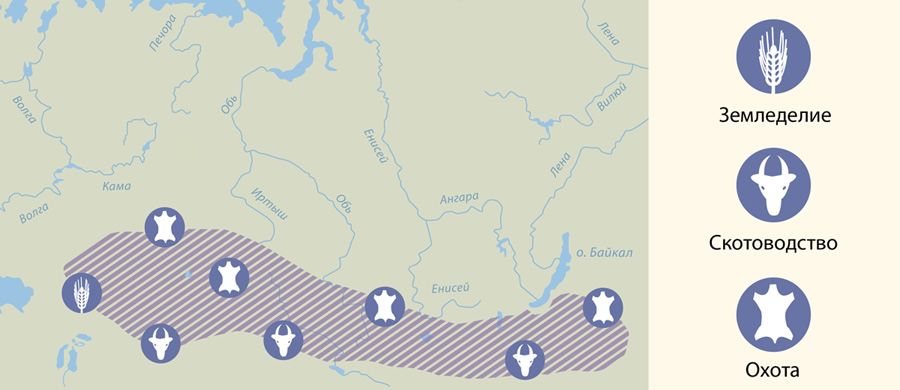 Печора
Лена
Волга
Обь
Енисей
Вилюй
Лена
Кама
Ангара
Волга
Иртыш
Обь
о. Байкал
Енисей
Земледелие
Скотоводство
Охота